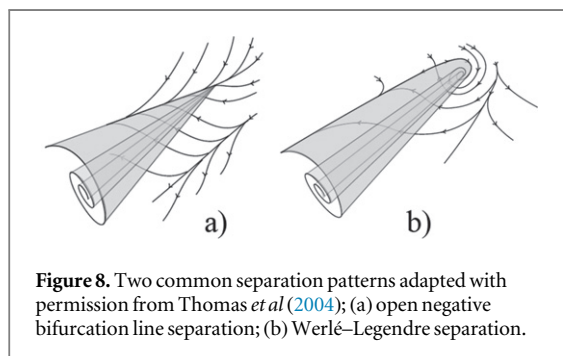 a)
b)
Figure 8. Two common separation patterns adapted with
permission from Thomas et al (2004); (a) open negative
bifurcation line separation; (b) Werlé–Legendre separation.